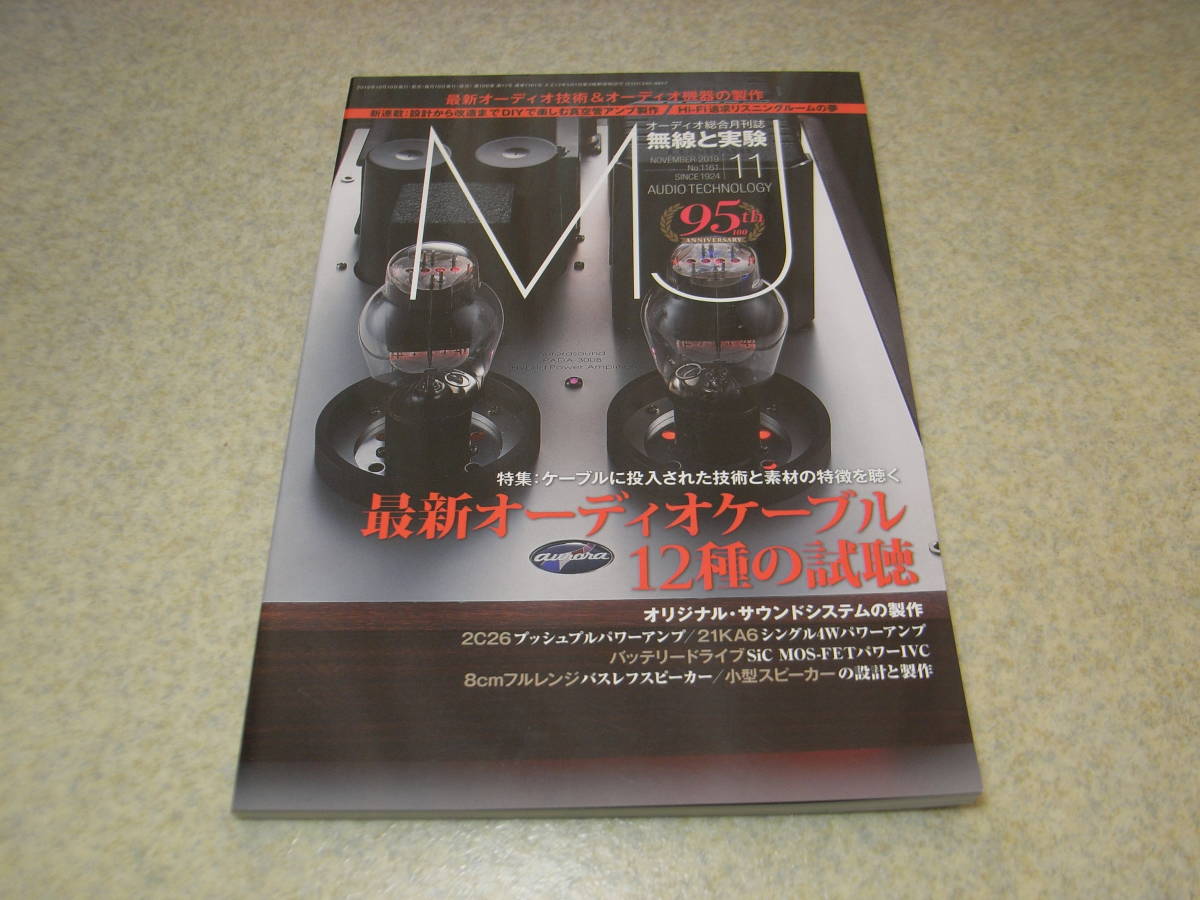 最新オーディオ技術&オーディオ機器の製作
新連載:設計から改造までDIYで楽しむ真空管アンプ製作/Hi-Fi追求リスニングルームの夢
オーディオ総合月刊誌
無線と実験
MJ
NOVEMBER 2019
No.1161
SINCE 1924
11
AUDIO TECHNOLOGY
95th
100
ANNIVERSARY
PADA-300B
Hybrid Power Amplifier
特集:ケーブルに投入された技術と素材の特徴を聴く
最新オーディオケーブル
12種の試聴
aurora
オリジナル・サウンドシステムの製作
2C26プッシュプルパワーアンプ/21KA6シングル4Wパワーアンプ
バッテリードライブSiC MOS-FETパワーIVC
8cmフルレンジバスレフスピーカー/小型スピーカーの設計と製作